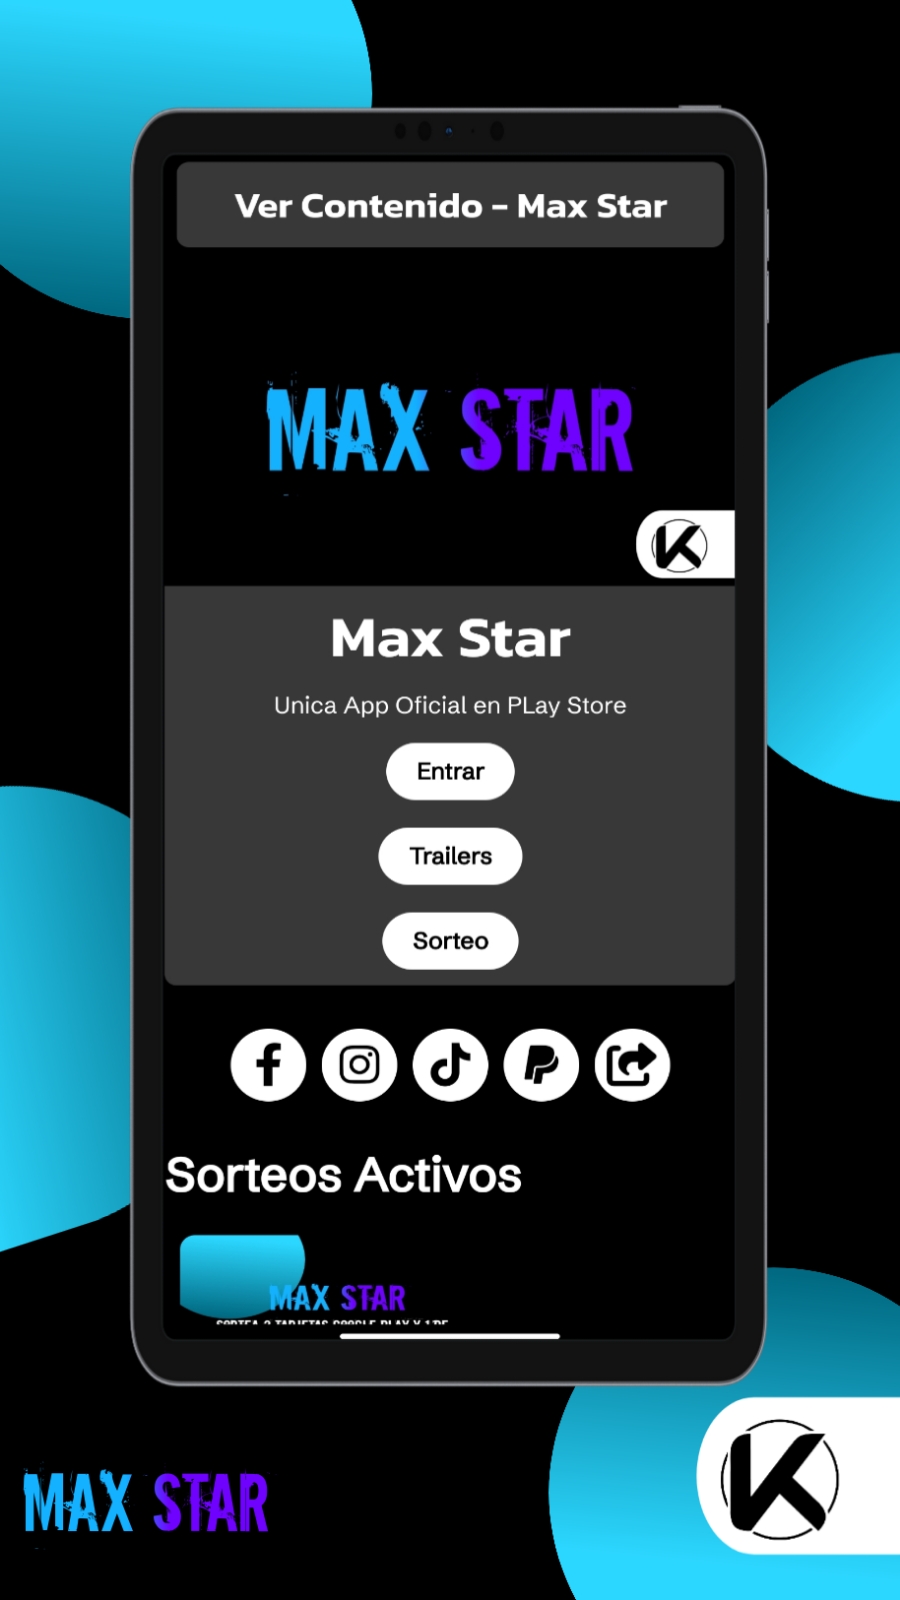 Ver Contenido - Max Star
MAX STAR
K
Max Star
Unica App Oficial en PLay Store
Entrar
Trailers
Sorteo
Sorteos Activos
MAX STAR
MAX STAR
K